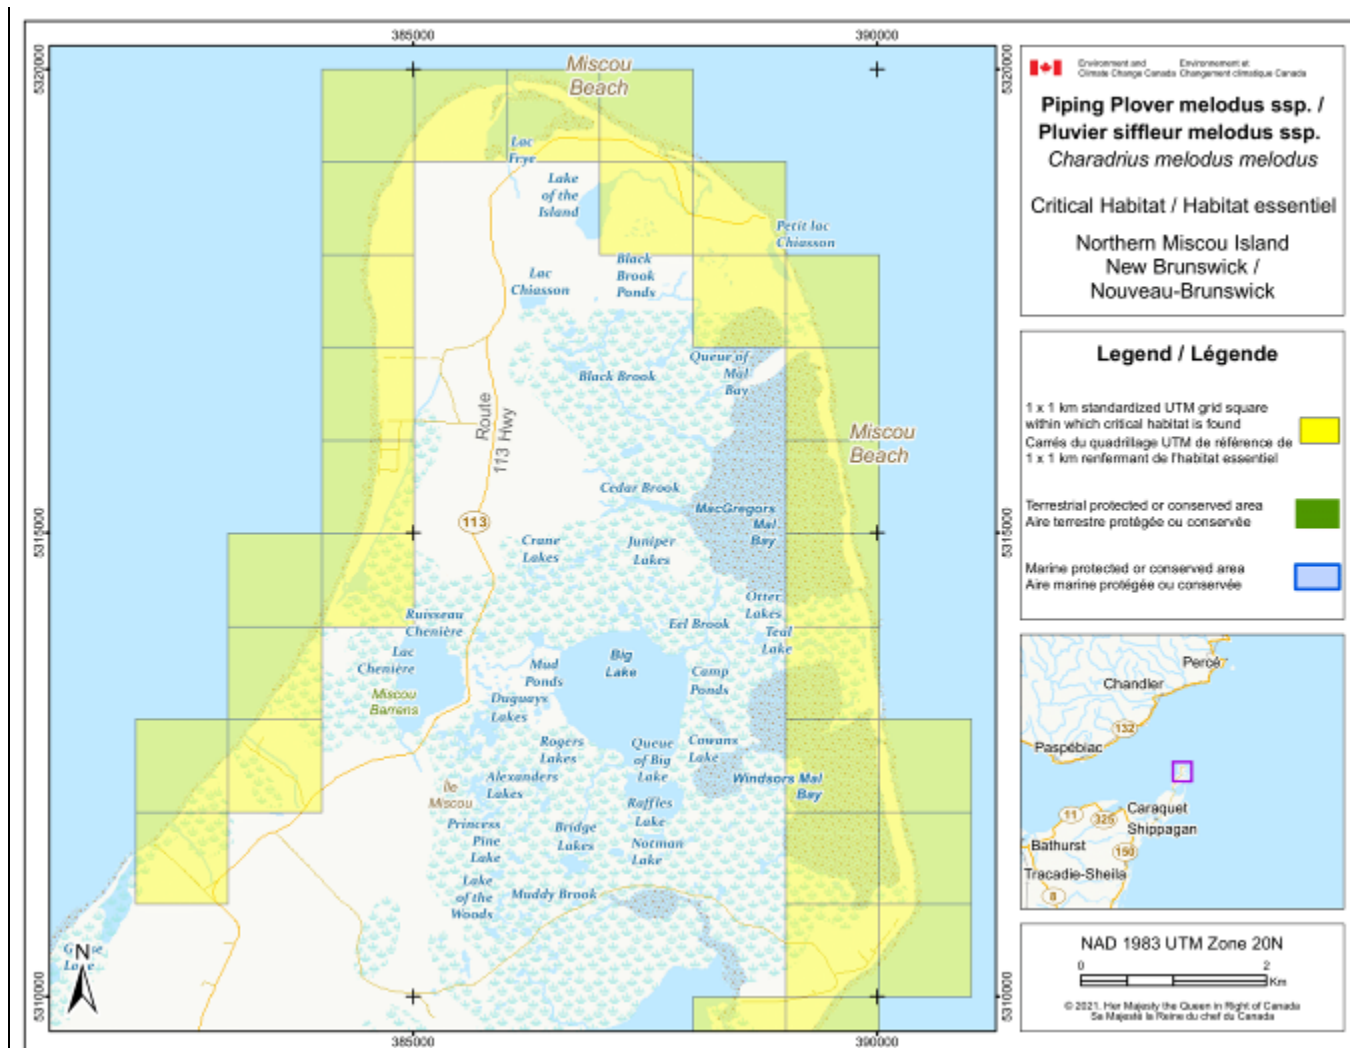 385000
390000
5320000
5320000
Miscou
Beach
Lac
Frye
Lake
of the
Island
Petit lac
Chiasson
Lac
Chiasson
Black
Brook
Ponds
Queue of
Mal
Bay
Black Brook
Route
113 Hwy
Miscou
Beach
Cedar Brook
MacGregors
Mal
Bay
113
5315000
5315000
Crane
Lakes
Juniper
Lakes
Otter
Lakes
Ruisseau
Chenière
Eel Brook
Teal
Lake
Lac
Chenière
Big
Lake
Mud
Ponds
Camp
Ponds
Miscou
Barrens
Duguays
Lakes
Rogers
Lakes
Queue
of Big
Lake
Cowans
Lake
Alexanders
Lakes
Windsors Mal
Bay
Île
Miscou
Raffles
Lake
Princess
Pine
Lake
Bridge
Lakes
Notman
Lake
Lake
of the
Woods
Muddy Brook
N
5310000
5310000
385000
390000
Environment and
Climate Change Canada
Environnement et
Changement climatique Canada
Piping Plover melodus ssp. /
Pluvier siffleur melodus ssp.
Charadrius melodus melodus
Critical Habitat / Habitat essentiel
Northern Miscou Island
New Brunswick /
Nouveau-Brunswick
Legend / Légende
1 x 1 km standardized UTM grid square
within which critical habitat is found
Carrés du quadrillage UTM de référence de
1 x 1 km renfermant de l'habitat essentiel
Terrestrial protected or conserved area
Aire terrestre protégée ou conservée
Marine protected or conserved area
Aire marine protégée ou conservée
Percé
Chandler
132
Paspébiac
Caraquet
11
325
Shippagan
Bathurst
150
Tracadie-Sheila
8
NAD 1983 UTM Zone 20N
0
2
Km
© 2021. Her Majesty the Queen in Right of Canada
Sa Majesté la Reine du chef du Canada